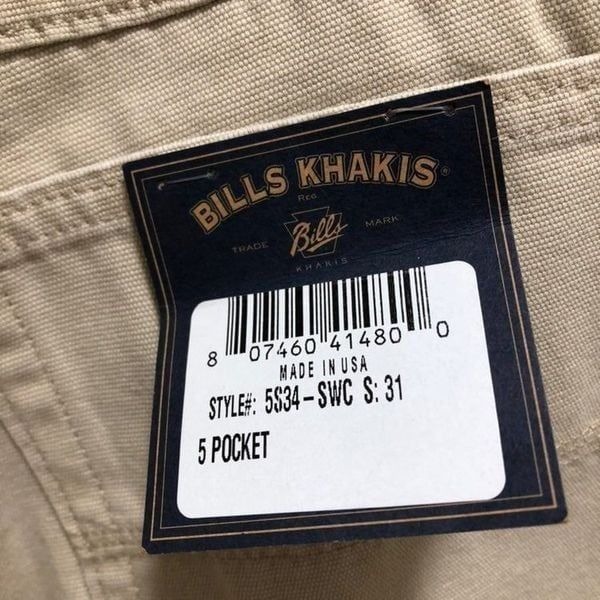 BILLS KHAKIS®
REG.
TRADE Bills MARK
KHAKIS
8 07460 41480 0
MADE IN USA
STYLE#: 5S34-SWC S: 31
5 POCKET